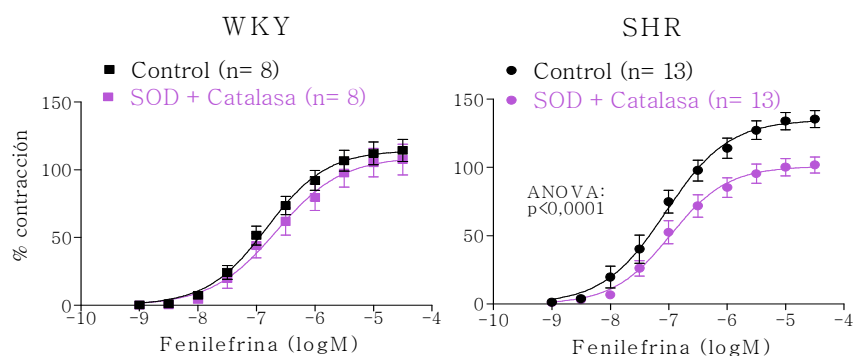 WKY
Control (n= 8)
SOD + Catalasa (n= 8)
150
100
50
0
-10 -9 -8 -7 -6 -5 -4
% contracción
Fenilefrina (logM)
SHR
Control (n= 13)
SOD + Catalasa (n= 13)
150
100
50
0
ANOVA:
p<0,0001
-10 -9 -8 -7 -6 -5 -4
Fenilefrina (logM)